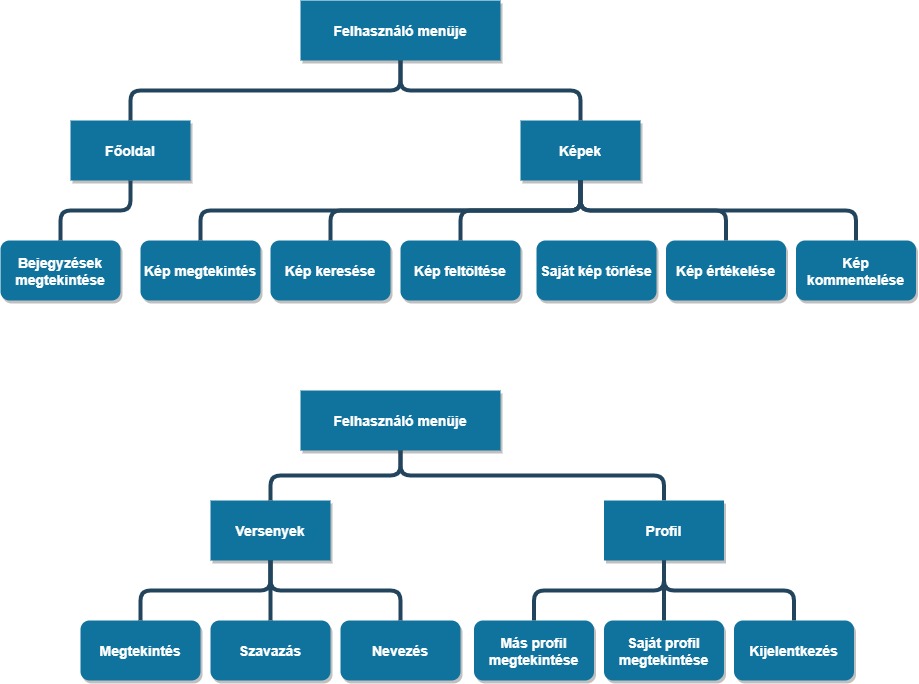 Felhasználó menüje
Főoldal
Képek
Bejegyzések
megtekintése
Kép megtekintés
Kép keresése
Kép feltöltése
Saját kép törlése
Kép értékelése
Kép
kommentelése
Felhasználó menüje
Versenyek
Profil
Megtekintés
Szavazás
Nevezés
Más profil
megtekintése
Saját profil
megtekintése
Kijelentkezés